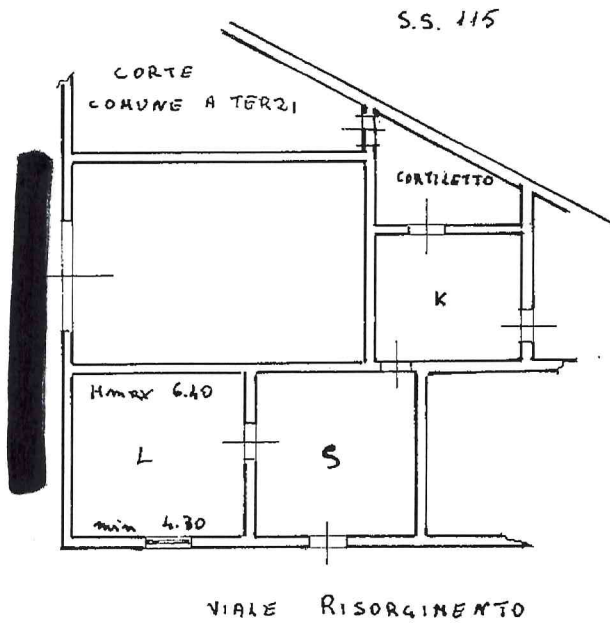 S.S. 115
CORTE
COMUNE A TERZI
CORTILETTO
K
Hmax 6.40
L
S
min 4.30
VIALE RISORGIMENTO